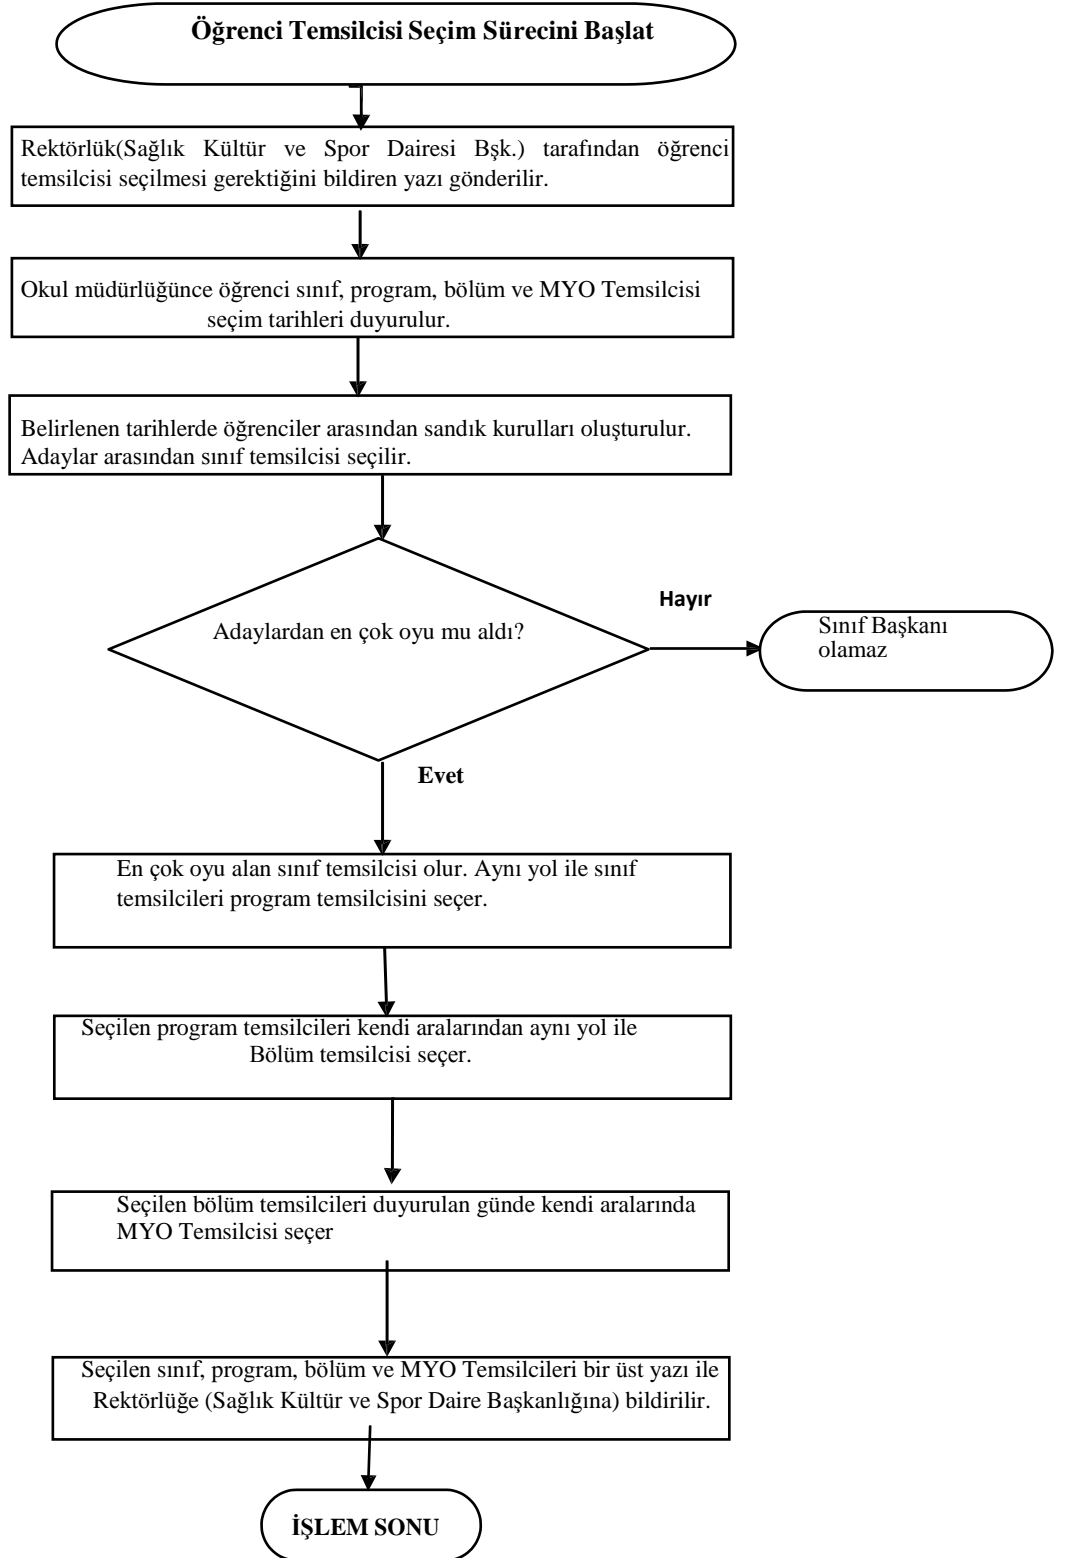 Öğrenci Temsilcisi Seçim Sürecini Başlat
Rektörlük(Sağlık Kültür ve Spor Dairesi Bşk.) tarafından öğrenci
temsilcisi seçilmesi gerektiğini bildiren yazı gönderilir.
Okul müdürlüğünce öğrenci sınıf, program, bölüm ve MYO Temsilcisi
seçim tarihleri duyurulur.
Belirlenen tarihlerde öğrenciler arasından sandık kurulları oluşturulur.
Adaylar arasından sınıf temsilcisi seçilir.
Adaylardan en çok oyu mu aldı?
Hayır
Sınıf Başkanı
olamaz
Evet
En çok oyu alan sınıf temsilcisi olur. Aynı yol ile sınıf
temsilcileri program temsilcisini seçer.
Seçilen program temsilcileri kendi aralarından aynı yol ile
Bölüm temsilcisi seçer.
Seçilen bölüm temsilcileri duyurulan günde kendi aralarında
MYO Temsilcisi seçer
Seçilen sınıf, program, bölüm ve MYO Temsilcileri bir üst yazı ile
Rektörlüğe (Sağlık Kültür ve Spor Daire Başkanlığına) bildirilir.
İŞLEM SONU